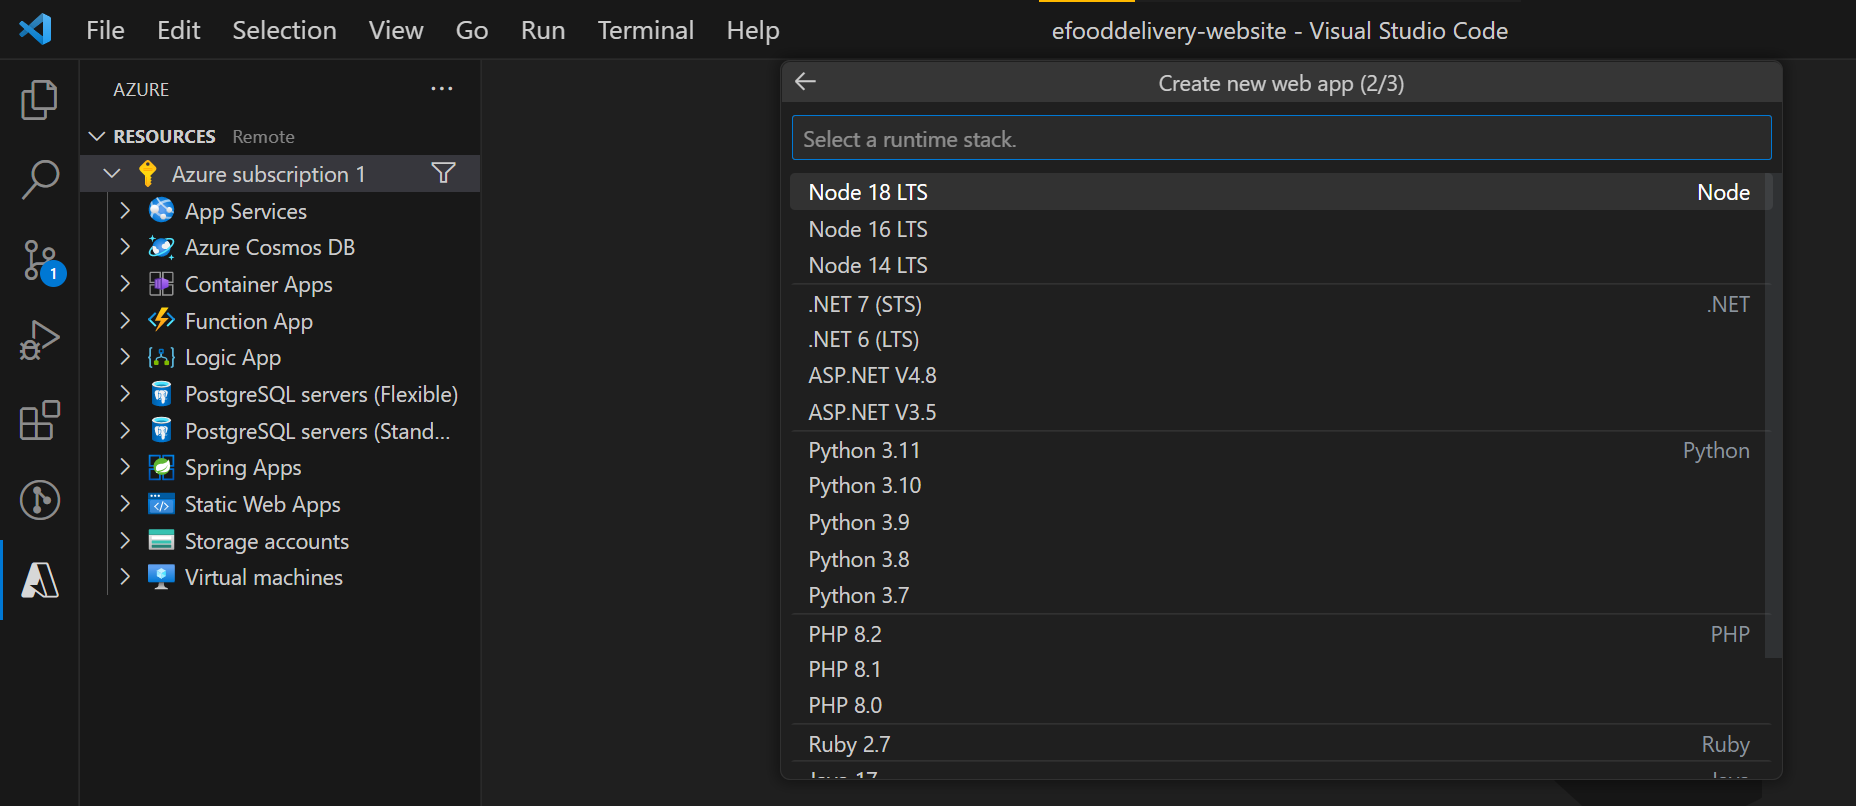 File Edit Selection View Go Run Terminal Help
efooddelivery-website - Visual Studio Code
AZURE
RESOURCES Remote
Azure subscription 1
App Services
Azure Cosmos DB
Container Apps
Function App
Logic App
PostgreSQL servers (Flexible)
PostgreSQL servers (Stand...
Spring Apps
Static Web Apps
Storage accounts
Virtual machines
1
Create new web app (2/3)
Select a runtime stack.
Node 18 LTS Node
Node 16 LTS
Node 14 LTS
.NET 7 (STS) .NET
.NET 6 (LTS)
ASP.NET V4.8
ASP.NET V3.5
Python 3.11 Python
Python 3.10
Python 3.9
Python 3.8
Python 3.7
PHP 8.2 PHP
PHP 8.1
PHP 8.0
Ruby 2.7 Ruby
Java 17 Java